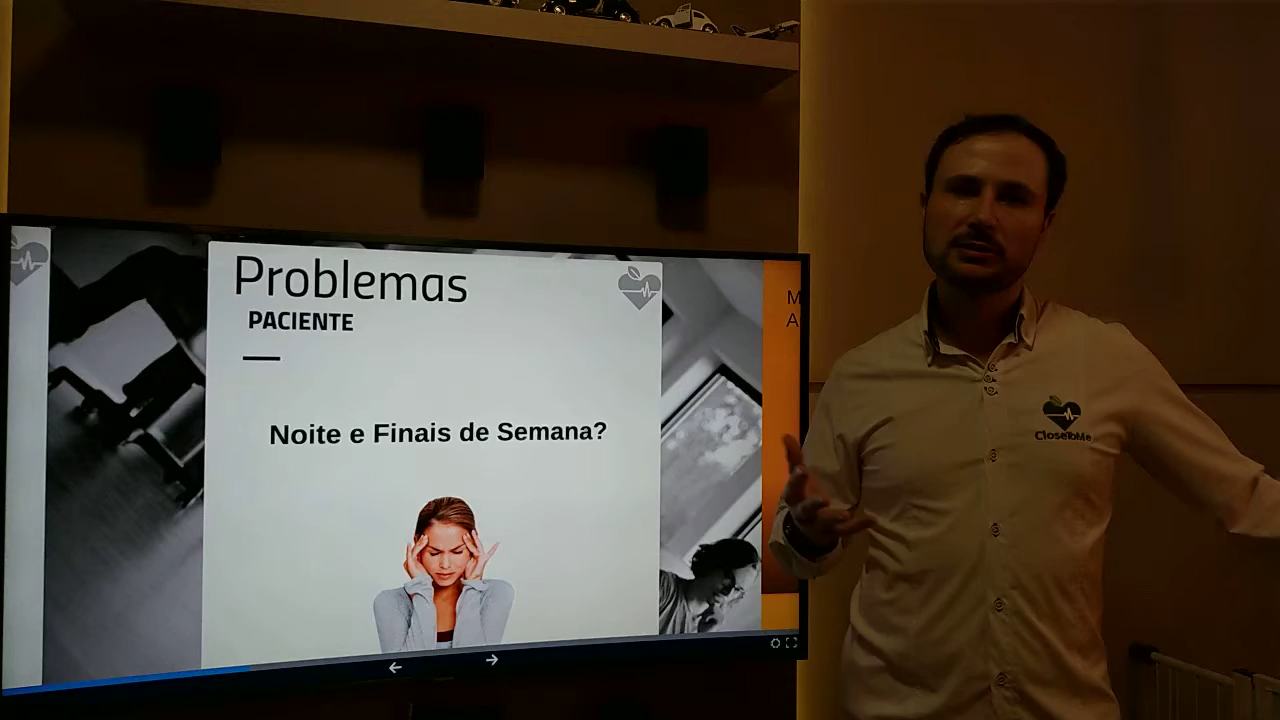 Problemas
PACIENTE
Noite e Finais de Semana?
M
A
CloseToMe